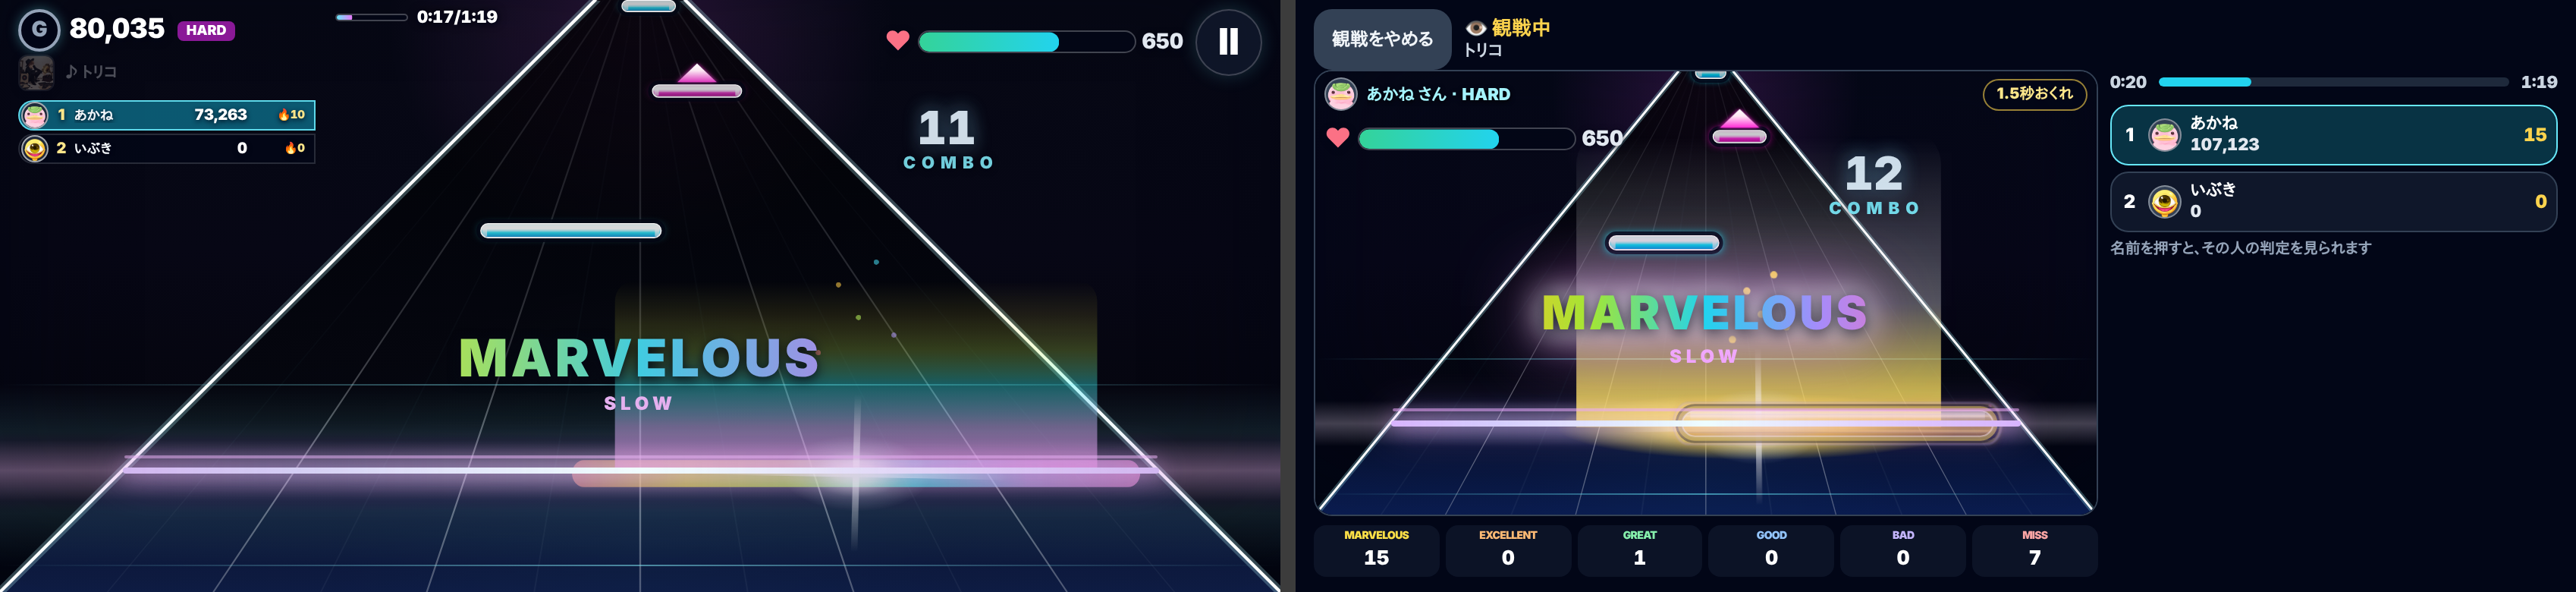 G 80,035 HARD
0:17/1:19
♪ トリコ
650
1 あかね 73,263 🔥10
2 いぶき 0 🔥0
11
COMBO
MARVELOUS
SLOW
観戦をやめる
👁️ 観戦中
トリコ
あかね さん・HARD
1.5秒おくれ
650
12
COMBO
MARVELOUS
SLOW
MARVELOUS
15
EXCELLENT
0
GREAT
1
GOOD
0
BAD
0
MISS
7
0:20 1:19
1 あかね 107,123 15
2 いぶき 0 0
名前を押すと、その人の判定を見られます